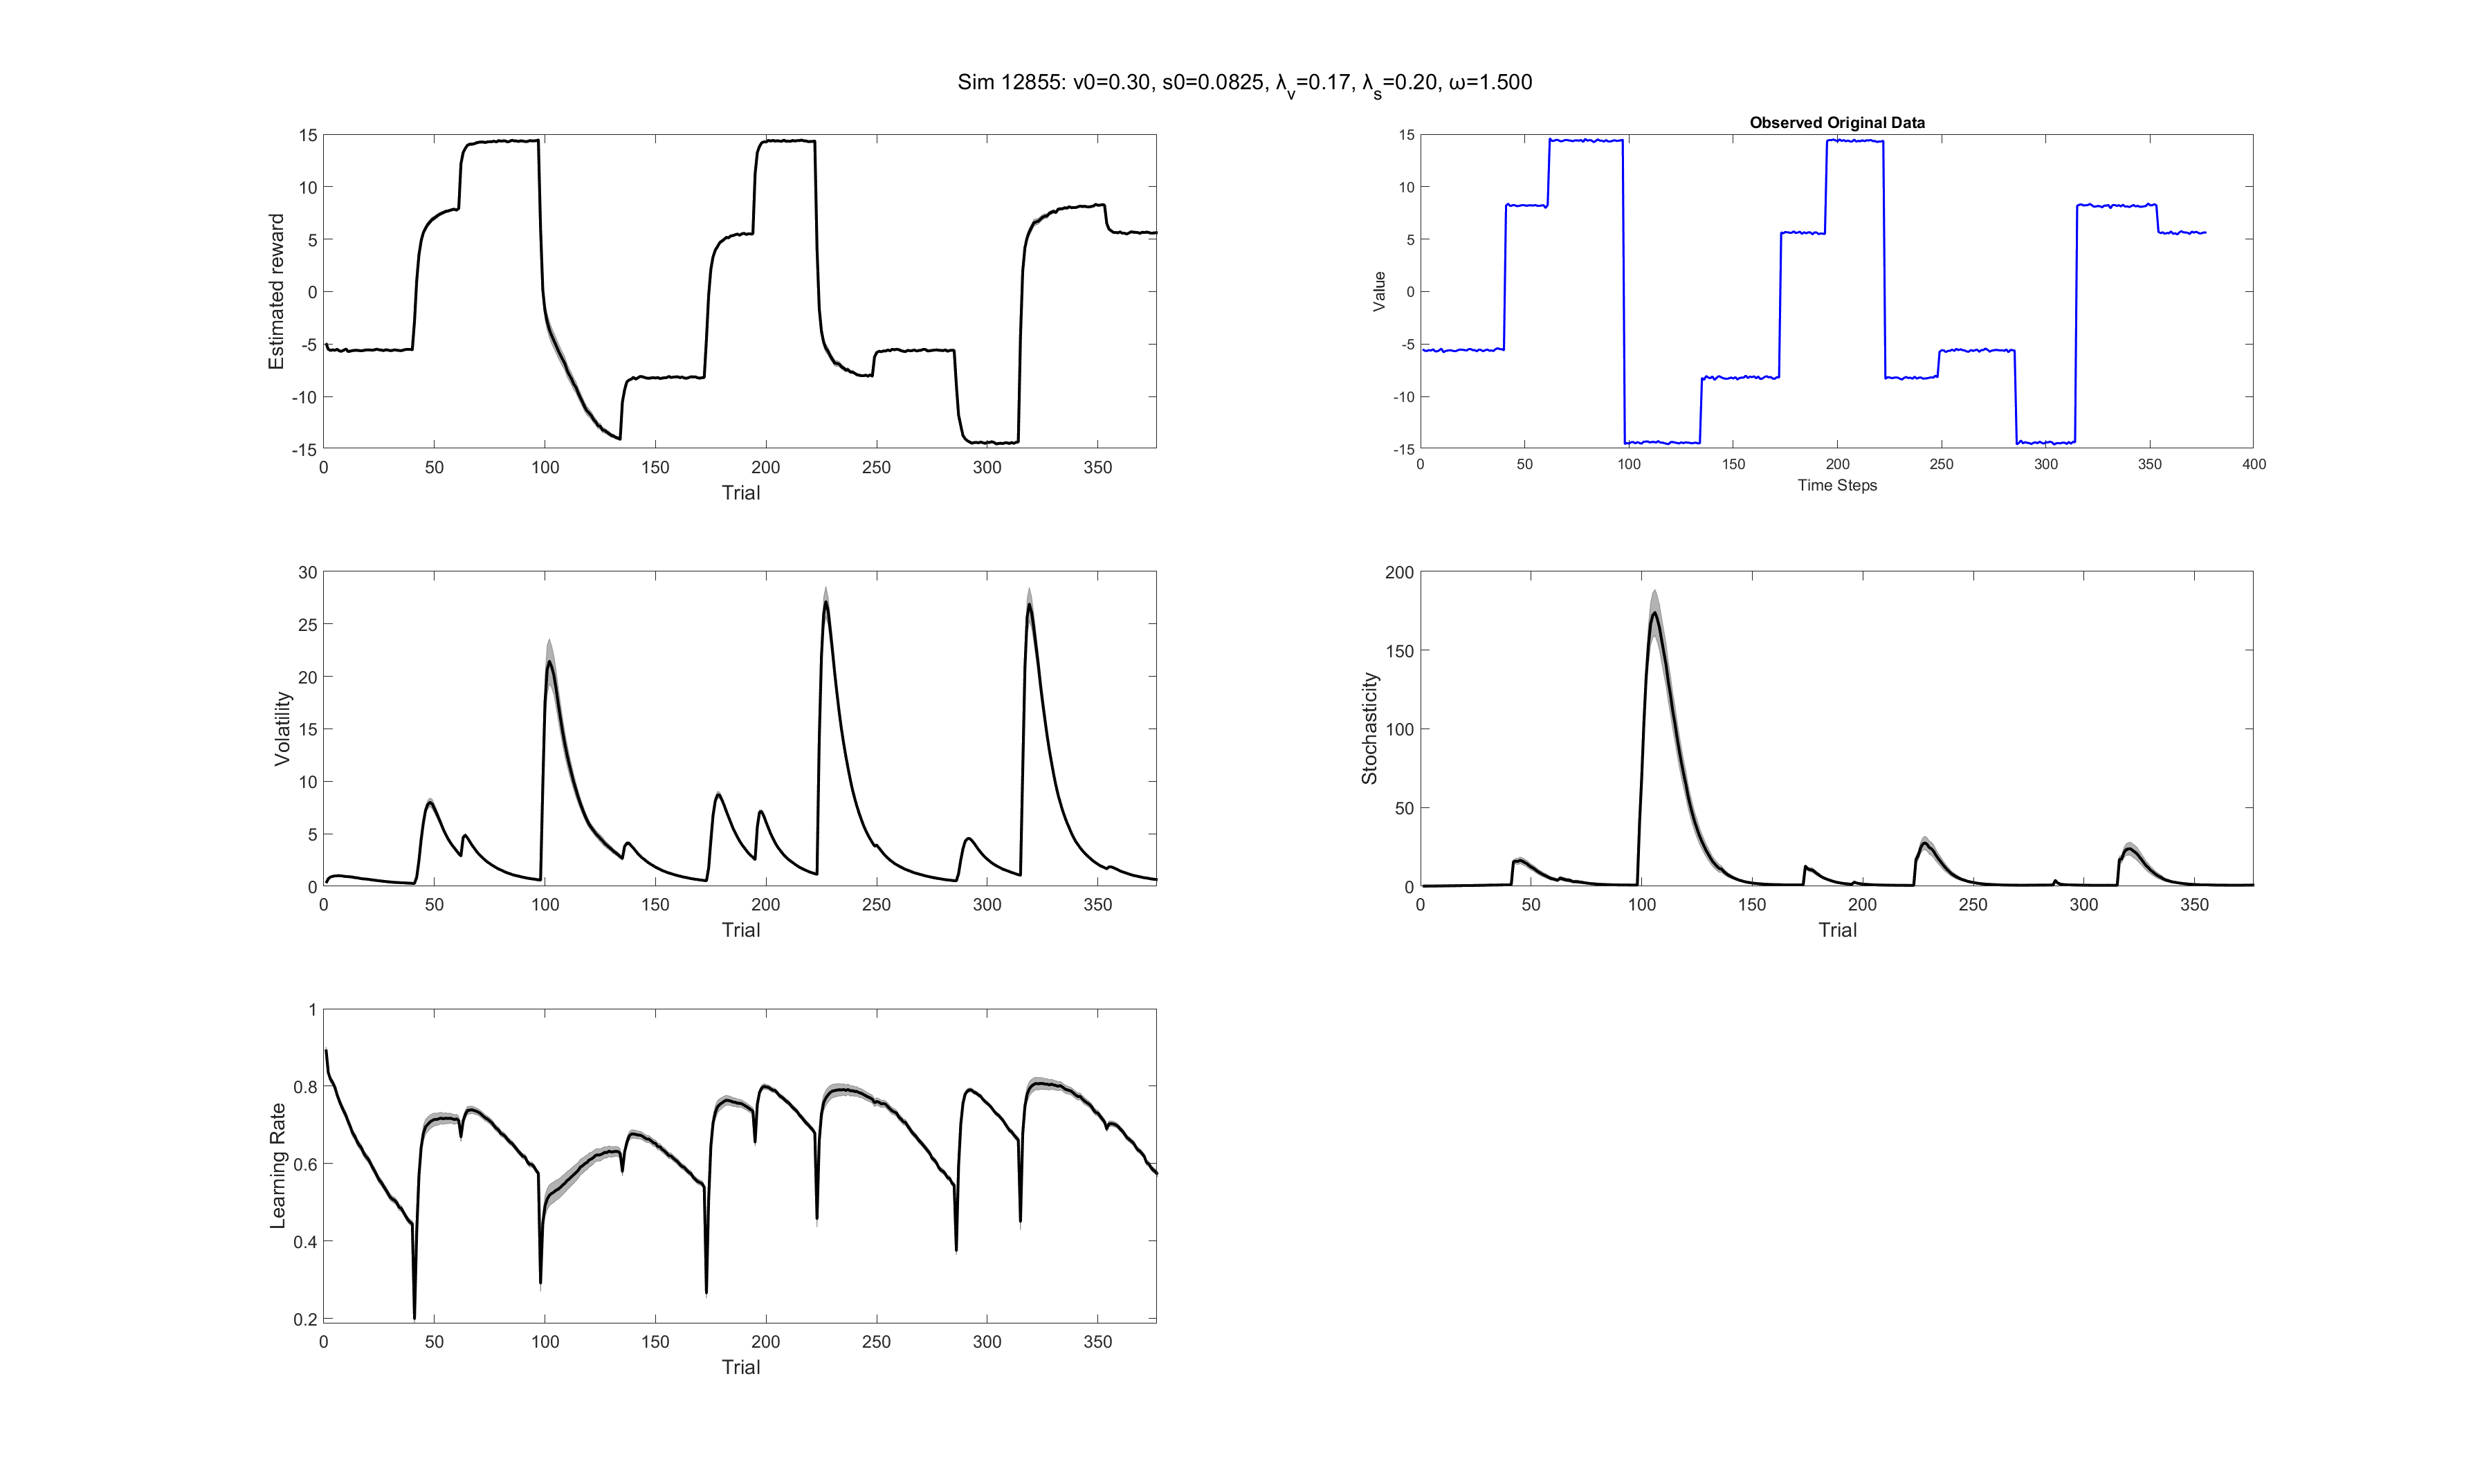 Sim 12855: v0=0.30, s0=0.0825, λv=0.17, λs=0.20, ω=1.500
15
10
5
0
-5
-10
-15
Estimated reward
0 50 100 150 200 250 300 350
Trial
Observed Original Data
15
10
5
0
-5
-10
-15
Value
0 50 100 150 200 250 300 350 400
Time Steps
30
25
20
15
10
5
0
Volatility
0 50 100 150 200 250 300 350
Trial
200
150
100
50
0
Stochasticity
0 50 100 150 200 250 300 350
Trial
1
0.8
0.6
0.4
0.2
Learning Rate
0 50 100 150 200 250 300 350
Trial